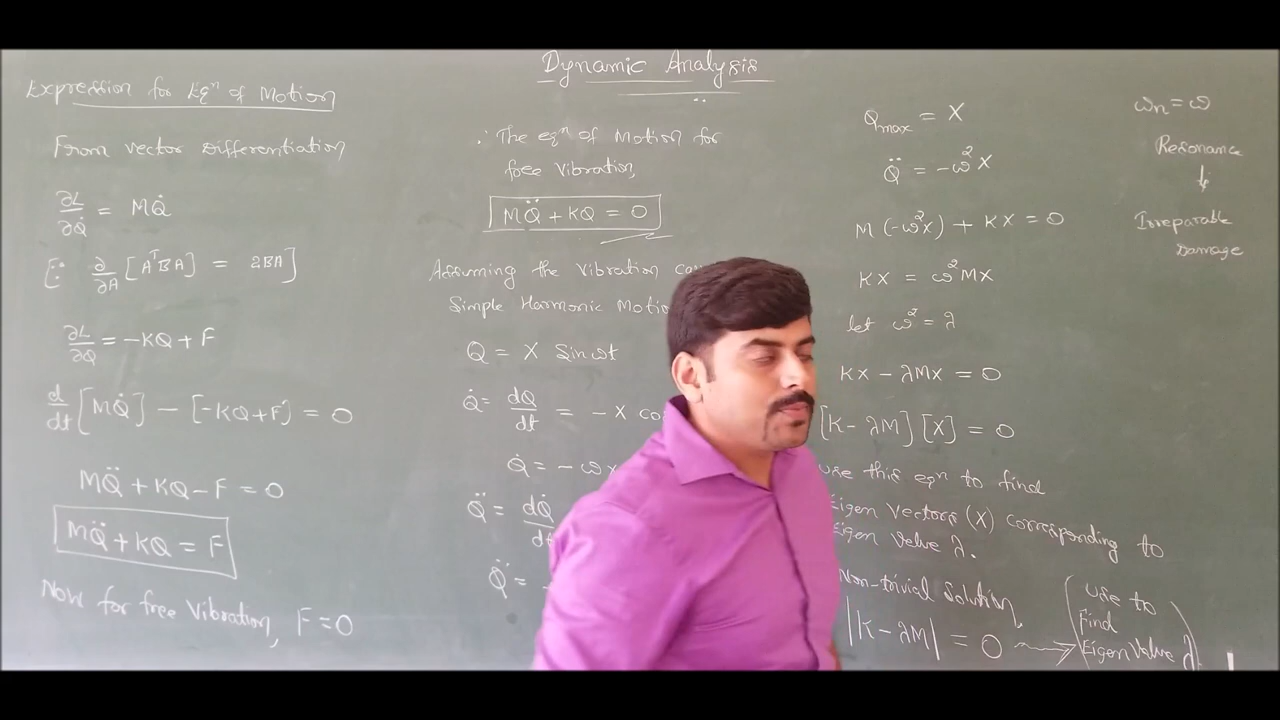 Dynamic Analysis
Expression for Eqⁿ of Motion
From Vector Differentiation
∂L/∂Q̇ = MQ̇
[∵ ∂/∂A [AᵀBA] = 2BA]
∂L/∂Q = -KQ + F
d/dt [MQ̇] - [-KQ+F] = 0
MQ̈ + KQ - F = 0
MQ̈ + KQ = F
Now for free Vibration, F = 0
∴ The eqⁿ of Motion for
free Vibration,
MQ̈ + KQ = 0
Assuming the Vibration
Simple Harmonic
Q = X Sin ωt
Q̇ = dQ/dt = -X
Q̇ = -ω
Q̈ = dQ̇
Q̈ =
Qmax = X
Q̈ = -ω²X
M(-ω²X) + KX = 0
KX = ω²MX
let ω² = λ
KX - λMX = 0
[K - λM][X] = 0
use this eqⁿ to find
Eigen Vectors (X) corresponding to
Eigen Value λ.
Non-trivial Solution,
|K - λM| = 0 → (use to
find
Eigen Value λ)
ωn = ω
Resonance
↓
Irreparable
Damage